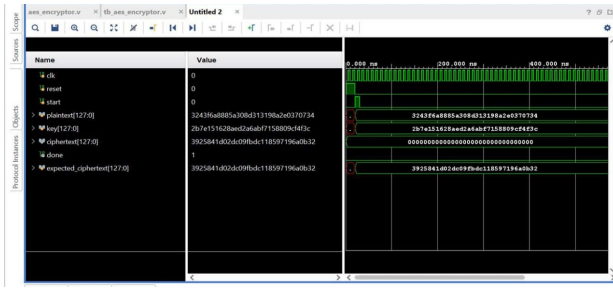 aes_encryptor.v × tb_aes_encryptor.v × Untitled 2 ×
Scope
Sources
Objects
Protocol Instances
Name Value
0.000 ns 200.000 ns 400.000 ns
clk 0
reset 0
start 0
plaintext[127:0] 3243f6a8885a308d313198a2e0370734 3243f6a8885a308d313198a2e0370734
key[127:0] 2b7e151628aed2a6abf7158809cf4f3c 2b7e151628aed2a6abf7158809cf4f3c
ciphertext[127:0] 3925841d02dc09fbdc118597196a0b32 00000000000000000000000000000000
done 1
expected_ciphertext[127:0] 3925841d02dc09fbdc118597196a0b32 3925841d02dc09fbdc118597196a0b32